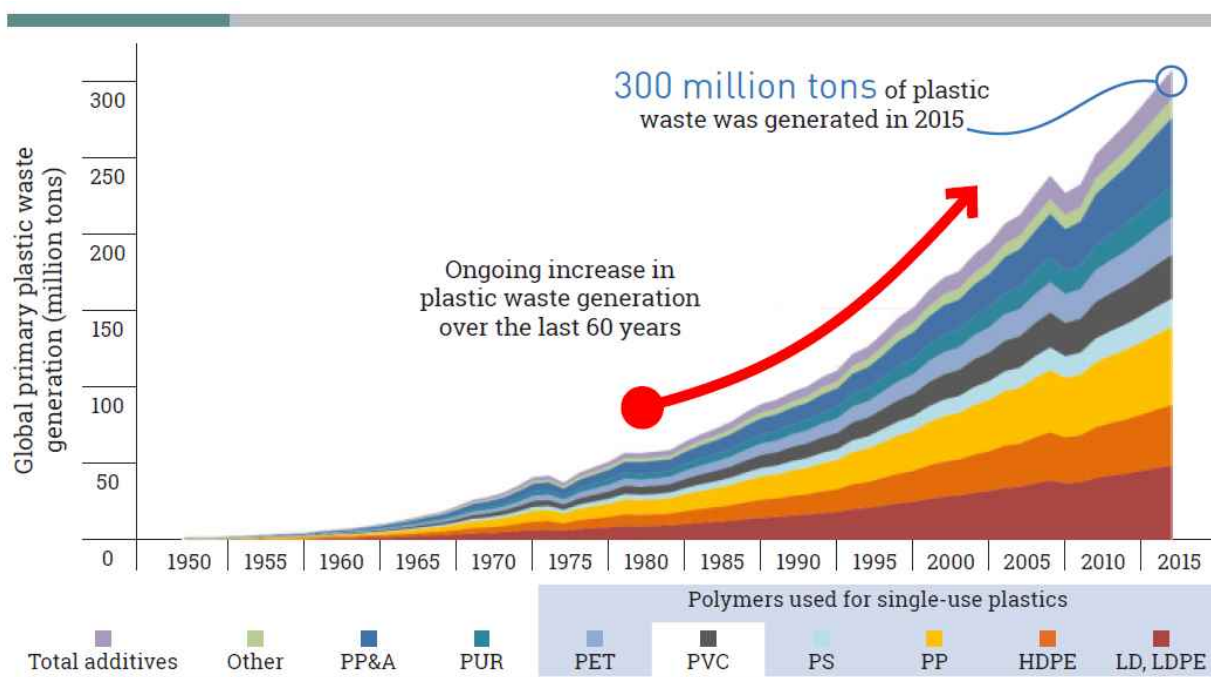 300 million tons of plastic
waste was generated in 2015
Global primary plastic waste
generation (million tons)
300
250
200
150
100
50
0
Ongoing increase in
plastic waste generation
over the last 60 years
1950 1955 1960 1965 1970 1975 1980 1985 1990 1995 2000 2005 2010 2015
Polymers used for single-use plastics
Total additives Other PP&A PUR PET PVC PS PP HDPE LD, LDPE